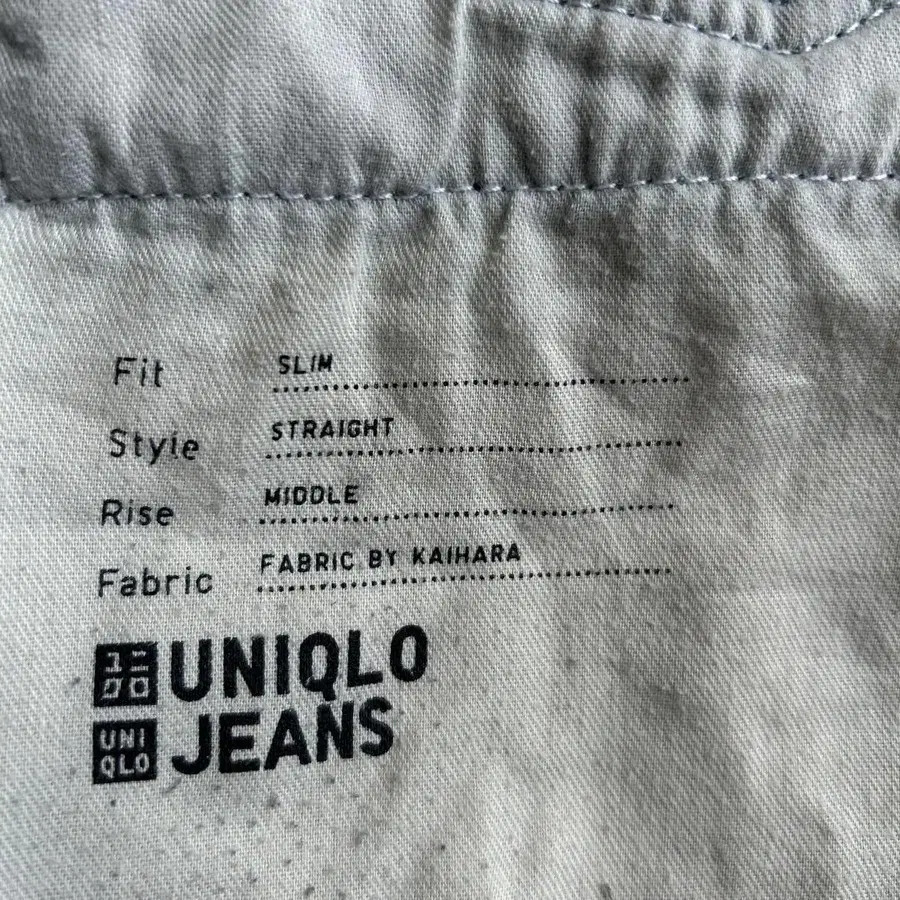 Fit SLIM
Style STRAIGHT
Rise MIDDLE
Fabric FABRIC BY KAIHARA
ユニ UNIQLO
クロ
UNI JEANS
QLO